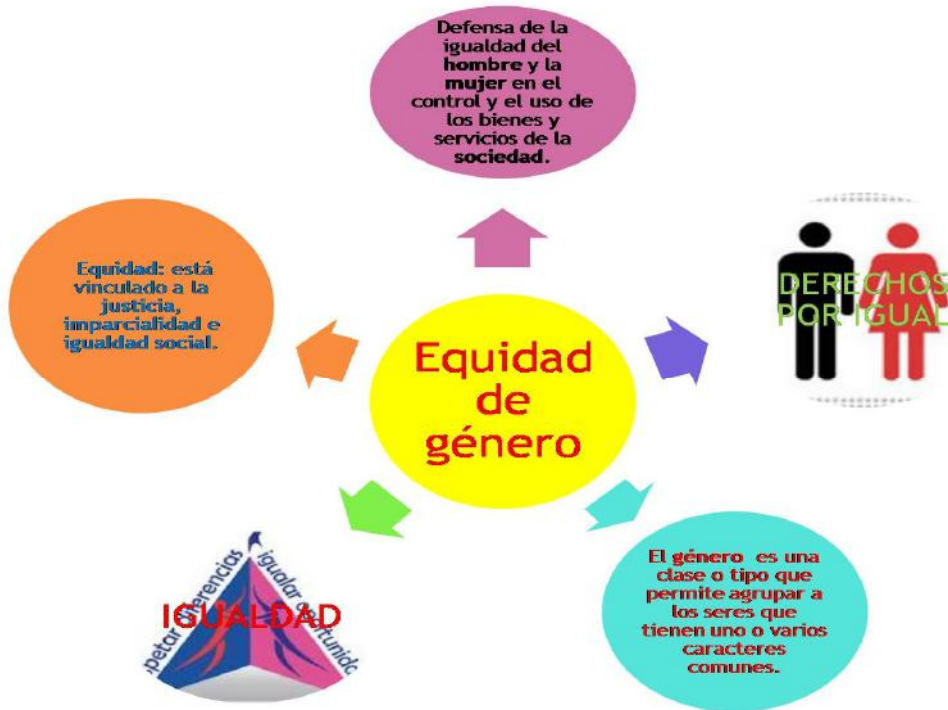 Defensa de la
igualdad del
hombre y la
mujer en el
control y el uso de
los bienes y
servicios de la
sociedad.
DERECHOS
POR IGUAL
Equidad: está
vinculado a la
justicia,
imparcialidad e
igualdad social.
Equidad
de
género
El género es una
clase o tipo que
permite agrupar a
los seres que
tienen uno o varios
caracteres
comunes.
IGUALDAD
igualar